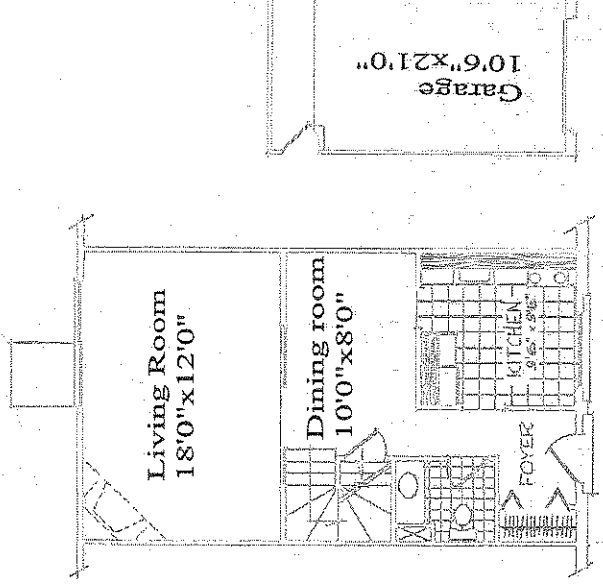 Garage
10'6"x21'0"
Living Room
18'0"x12'0"
Dining room
10'0"x8'0"
KITCHEN
FOYER